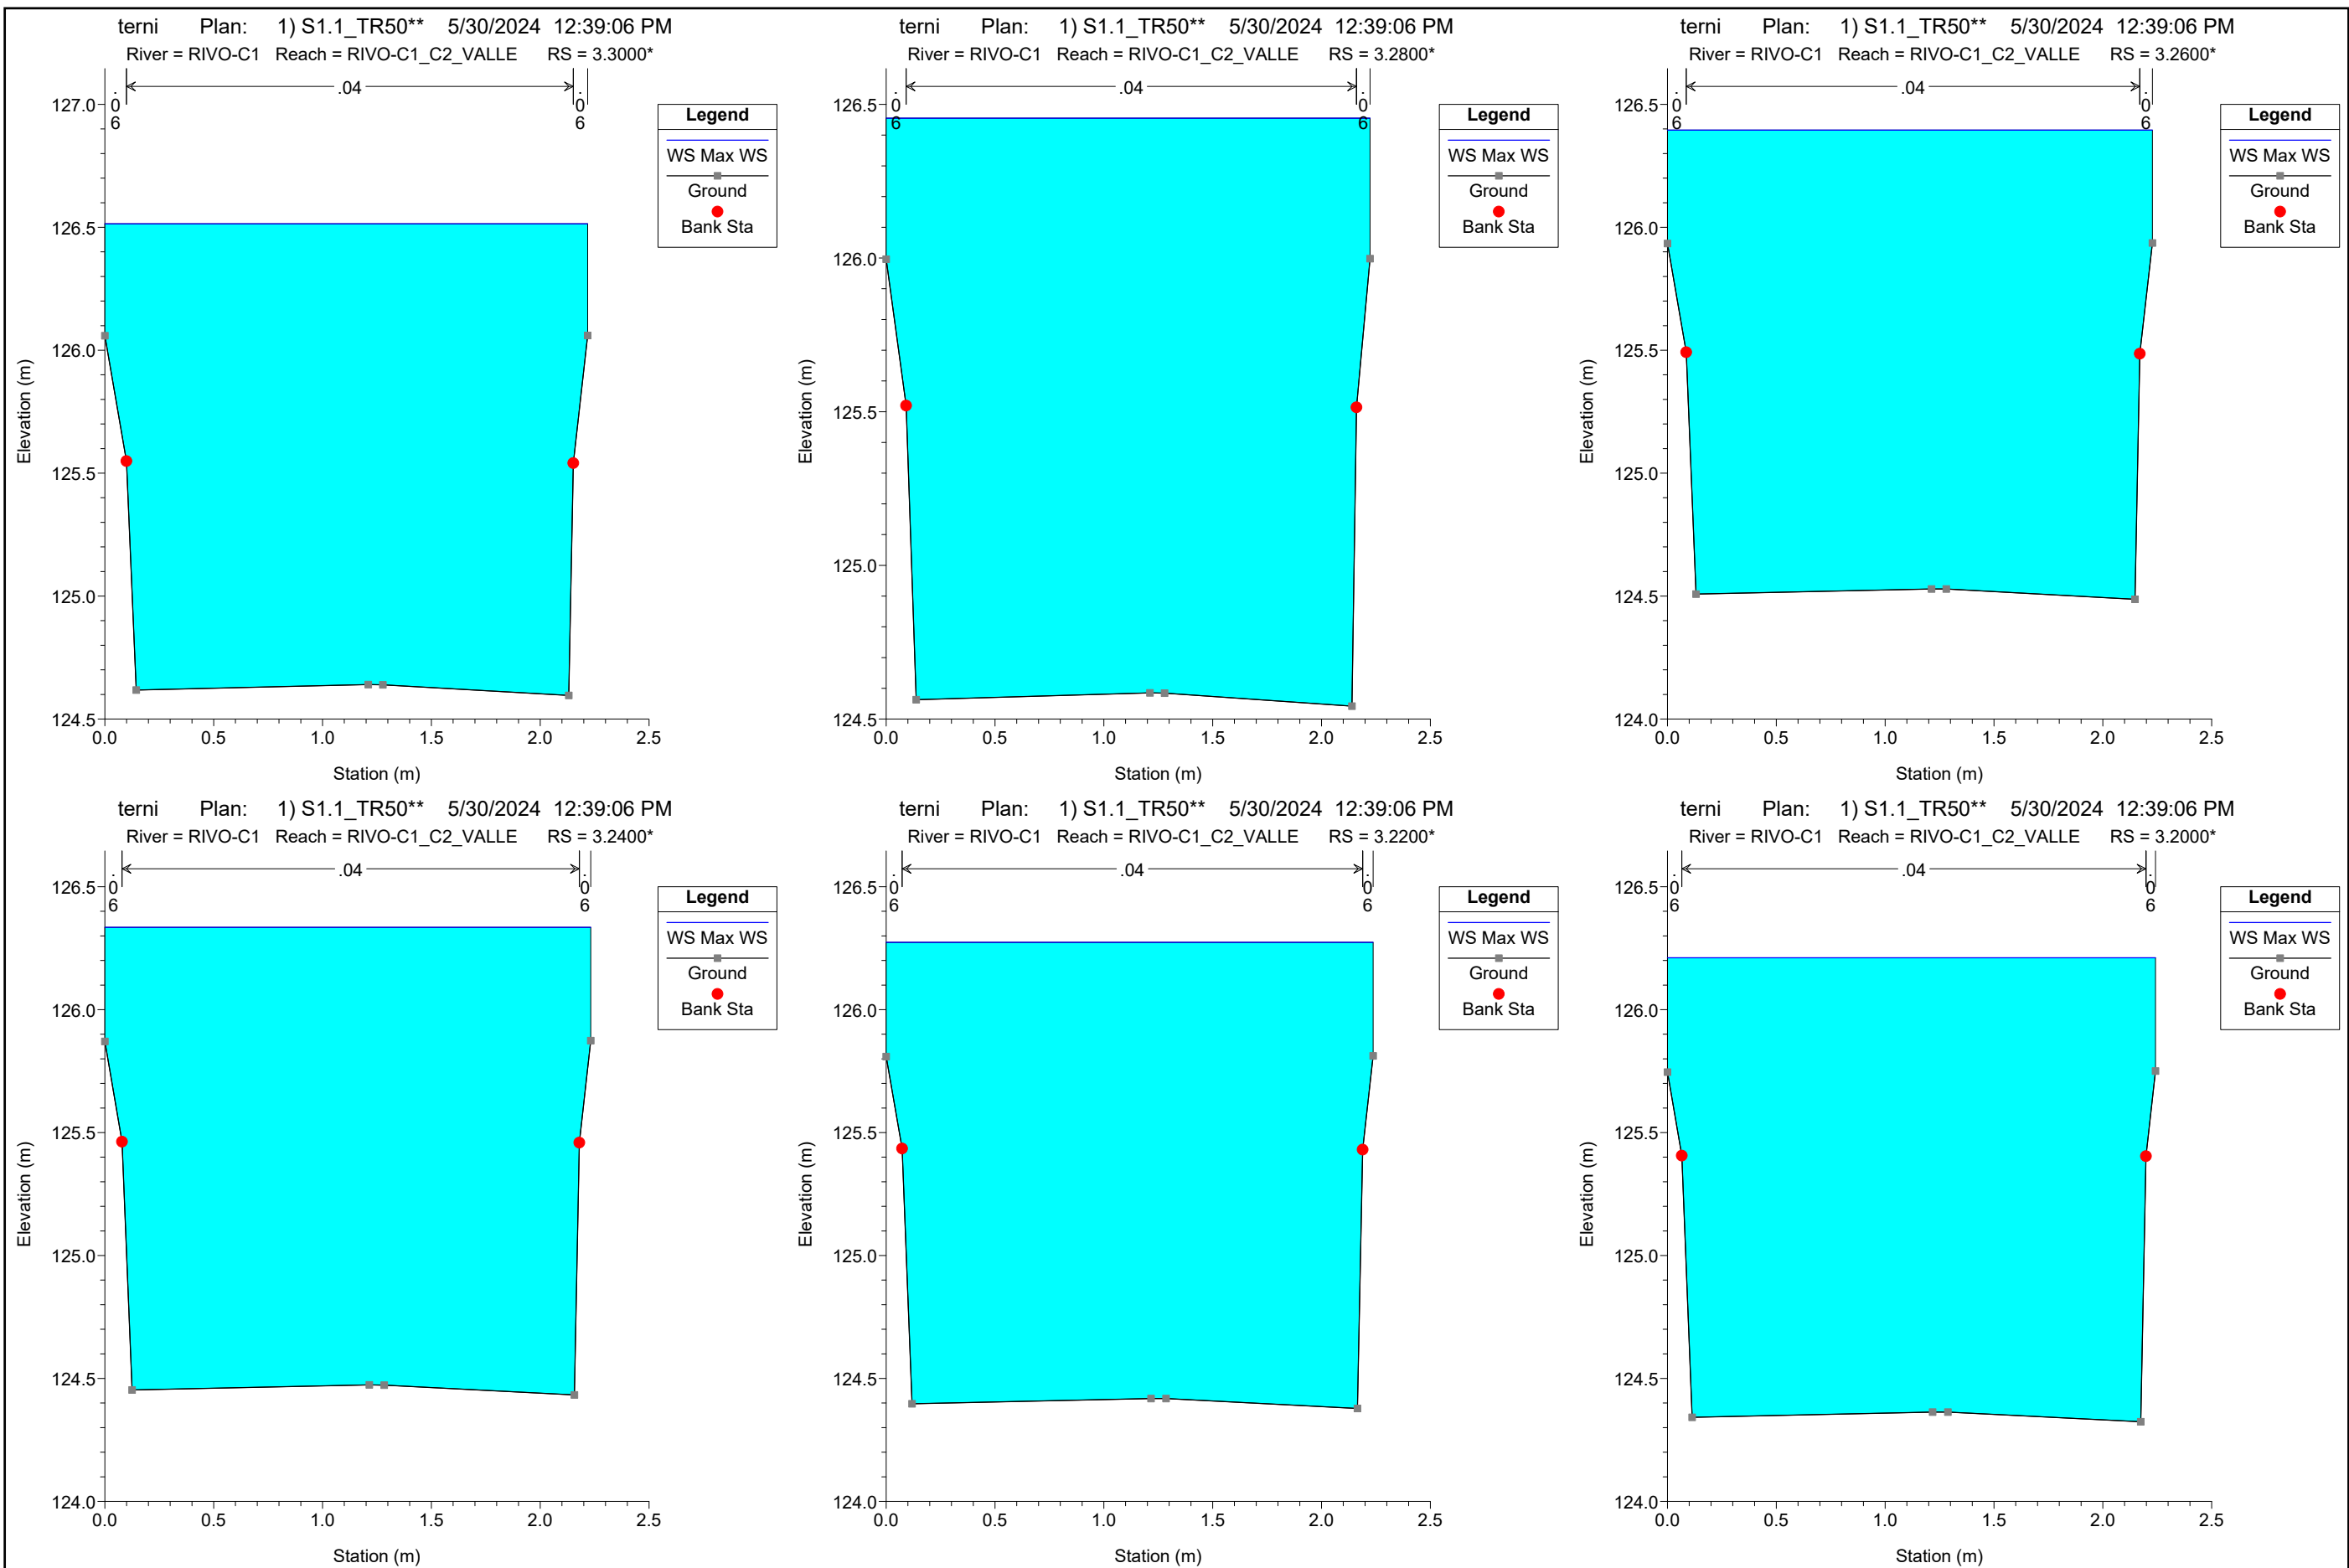 terni Plan: 1) S1.1_TR50** 5/30/2024 12:39:06 PM
River = RIVO-C1 Reach = RIVO-C1_C2_VALLE RS = 3.3000*
.06
.04
.06
127.0
126.5
126.0
125.5
125.0
124.5
Elevation (m)
0.0 0.5 1.0 1.5 2.0 2.5
Station (m)
Legend
WS Max WS
Ground
Bank Sta
terni Plan: 1) S1.1_TR50** 5/30/2024 12:39:06 PM
River = RIVO-C1 Reach = RIVO-C1_C2_VALLE RS = 3.2800*
.06
.04
.06
126.5
126.0
125.5
125.0
124.5
Elevation (m)
0.0 0.5 1.0 1.5 2.0 2.5
Station (m)
Legend
WS Max WS
Ground
Bank Sta
terni Plan: 1) S1.1_TR50** 5/30/2024 12:39:06 PM
River = RIVO-C1 Reach = RIVO-C1_C2_VALLE RS = 3.2600*
.06
.04
.06
126.5
126.0
125.5
125.0
124.5
124.0
Elevation (m)
0.0 0.5 1.0 1.5 2.0 2.5
Station (m)
Legend
WS Max WS
Ground
Bank Sta
terni Plan: 1) S1.1_TR50** 5/30/2024 12:39:06 PM
River = RIVO-C1 Reach = RIVO-C1_C2_VALLE RS = 3.2400*
.06
.04
.06
126.5
126.0
125.5
125.0
124.5
124.0
Elevation (m)
0.0 0.5 1.0 1.5 2.0 2.5
Station (m)
Legend
WS Max WS
Ground
Bank Sta
terni Plan: 1) S1.1_TR50** 5/30/2024 12:39:06 PM
River = RIVO-C1 Reach = RIVO-C1_C2_VALLE RS = 3.2200*
.06
.04
.06
126.5
126.0
125.5
125.0
124.5
124.0
Elevation (m)
0.0 0.5 1.0 1.5 2.0 2.5
Station (m)
Legend
WS Max WS
Ground
Bank Sta
terni Plan: 1) S1.1_TR50** 5/30/2024 12:39:06 PM
River = RIVO-C1 Reach = RIVO-C1_C2_VALLE RS = 3.2000*
.06
.04
.06
126.5
126.0
125.5
125.0
124.5
124.0
Elevation (m)
0.0 0.5 1.0 1.5 2.0 2.5
Station (m)
Legend
WS Max WS
Ground
Bank Sta